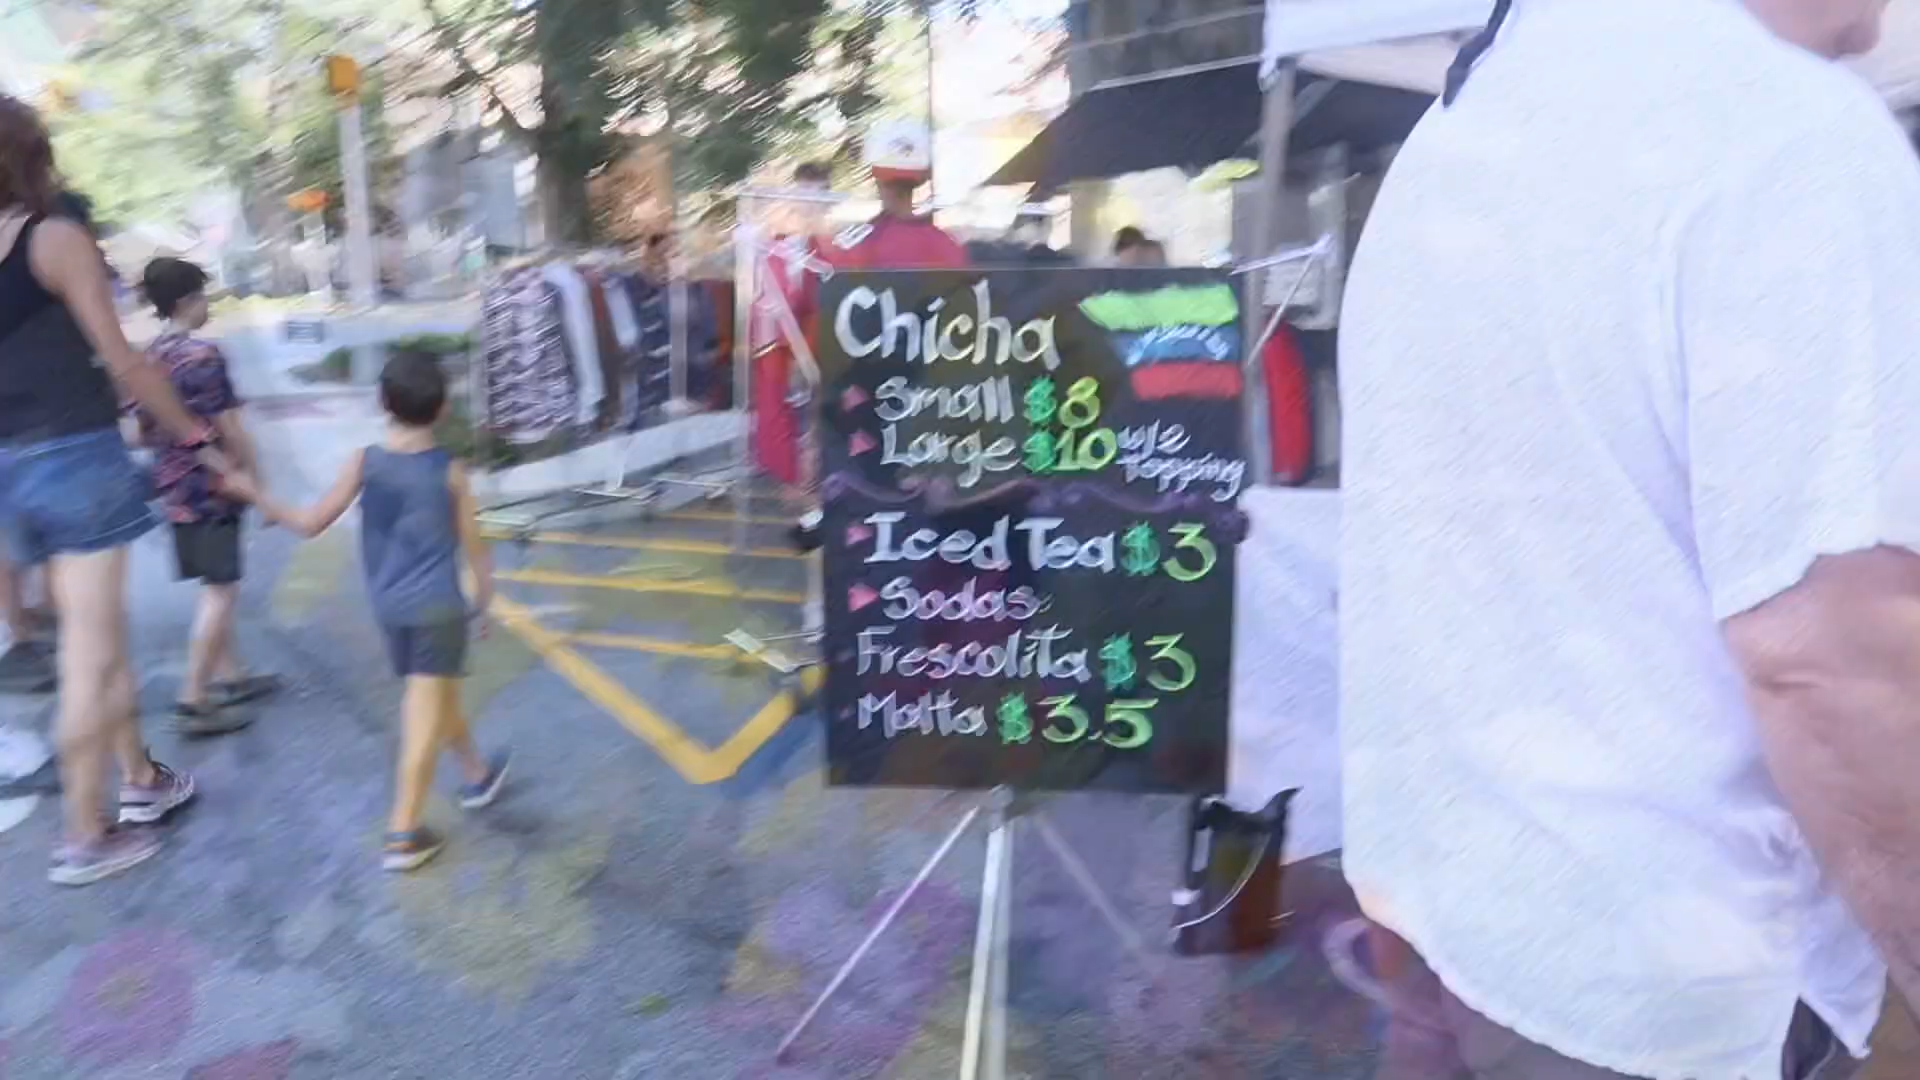 Chicha
Small $8
Large $10
topping
Iced Tea $3
Sodas
Frescolita $3
Malta $3.5